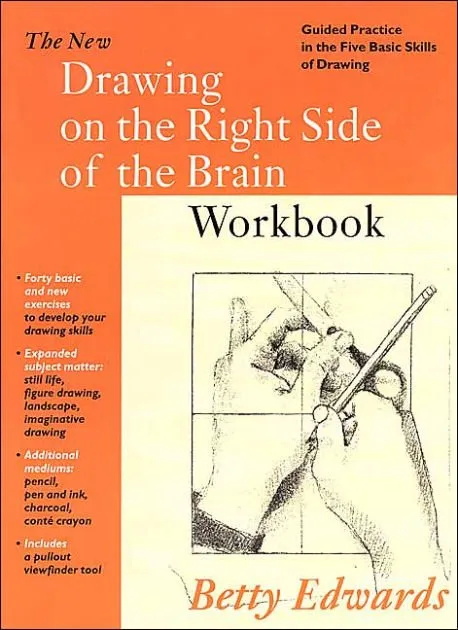 The New
Drawing
on the Right Side
of the Brain
Workbook
Guided Practice
in the Five Basic Skills
of Drawing
• Forty basic
and new
exercises
to develop your
drawing skills
• Expanded
subject matter:
still life,
figure drawing,
landscape,
imaginative
drawing
• Additional
mediums:
pencil,
pen and ink,
charcoal,
conté crayon
• Includes
a pullout
viewfinder tool
Betty Edwards